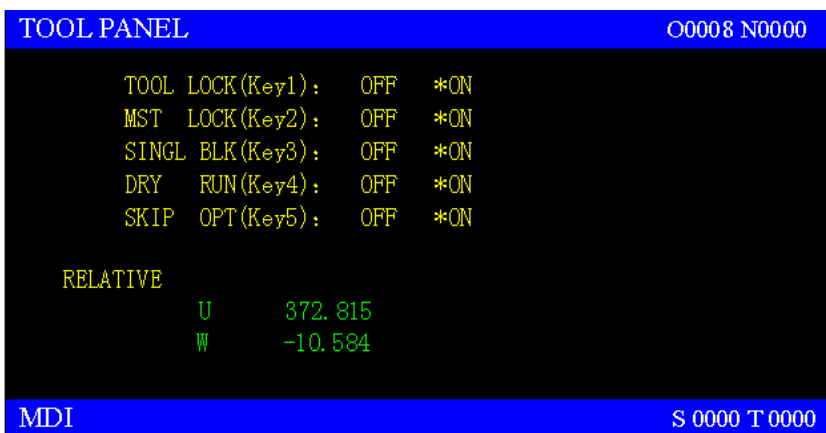 TOOL PANEL O0008 N0000
TOOL LOCK(Key1): OFF *ON
MST LOCK(Key2): OFF *ON
SINGL BLK(Key3): OFF *ON
DRY RUN(Key4): OFF *ON
SKIP OPT(Key5): OFF *ON
RELATIVE
U 372.815
W -10.584
MDI S 0000 T 0000